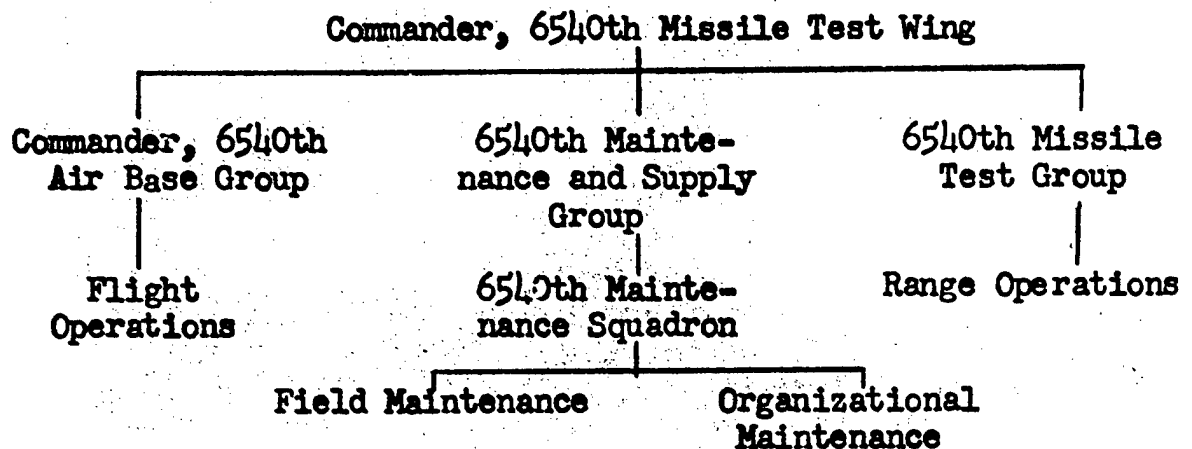 Commander, 6540th Missile Test Wing
Commander, 6540th
Air Base Group
6540th Mainte-
nance and Supply
Group
6540th Missile
Test Group
Flight
Operations
6540th Mainte-
nance Squadron
Range Operations
Field Maintenance
Organizational
Maintenance